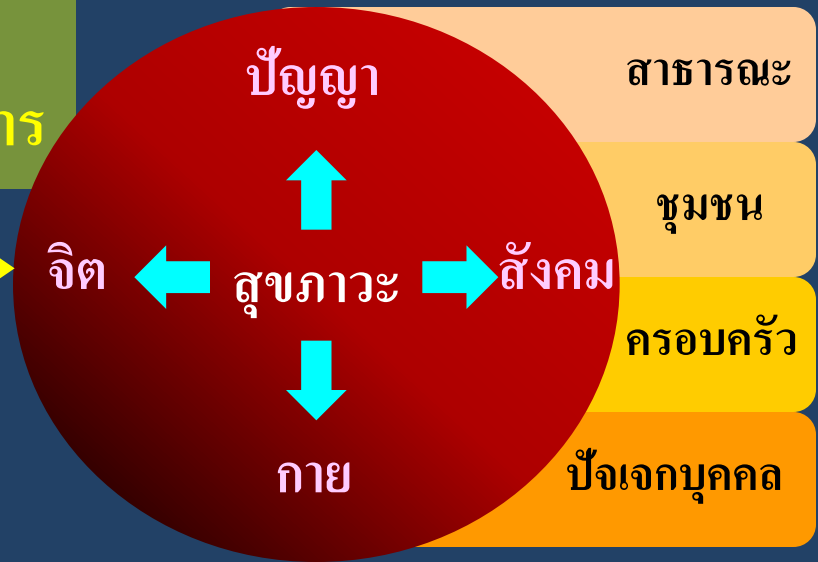 ปัญญา
จิต
สุขภาวะ
สังคม
กาย
สาธารณะ
ชุมชน
ครอบครัว
ปัจเจกบุคคล